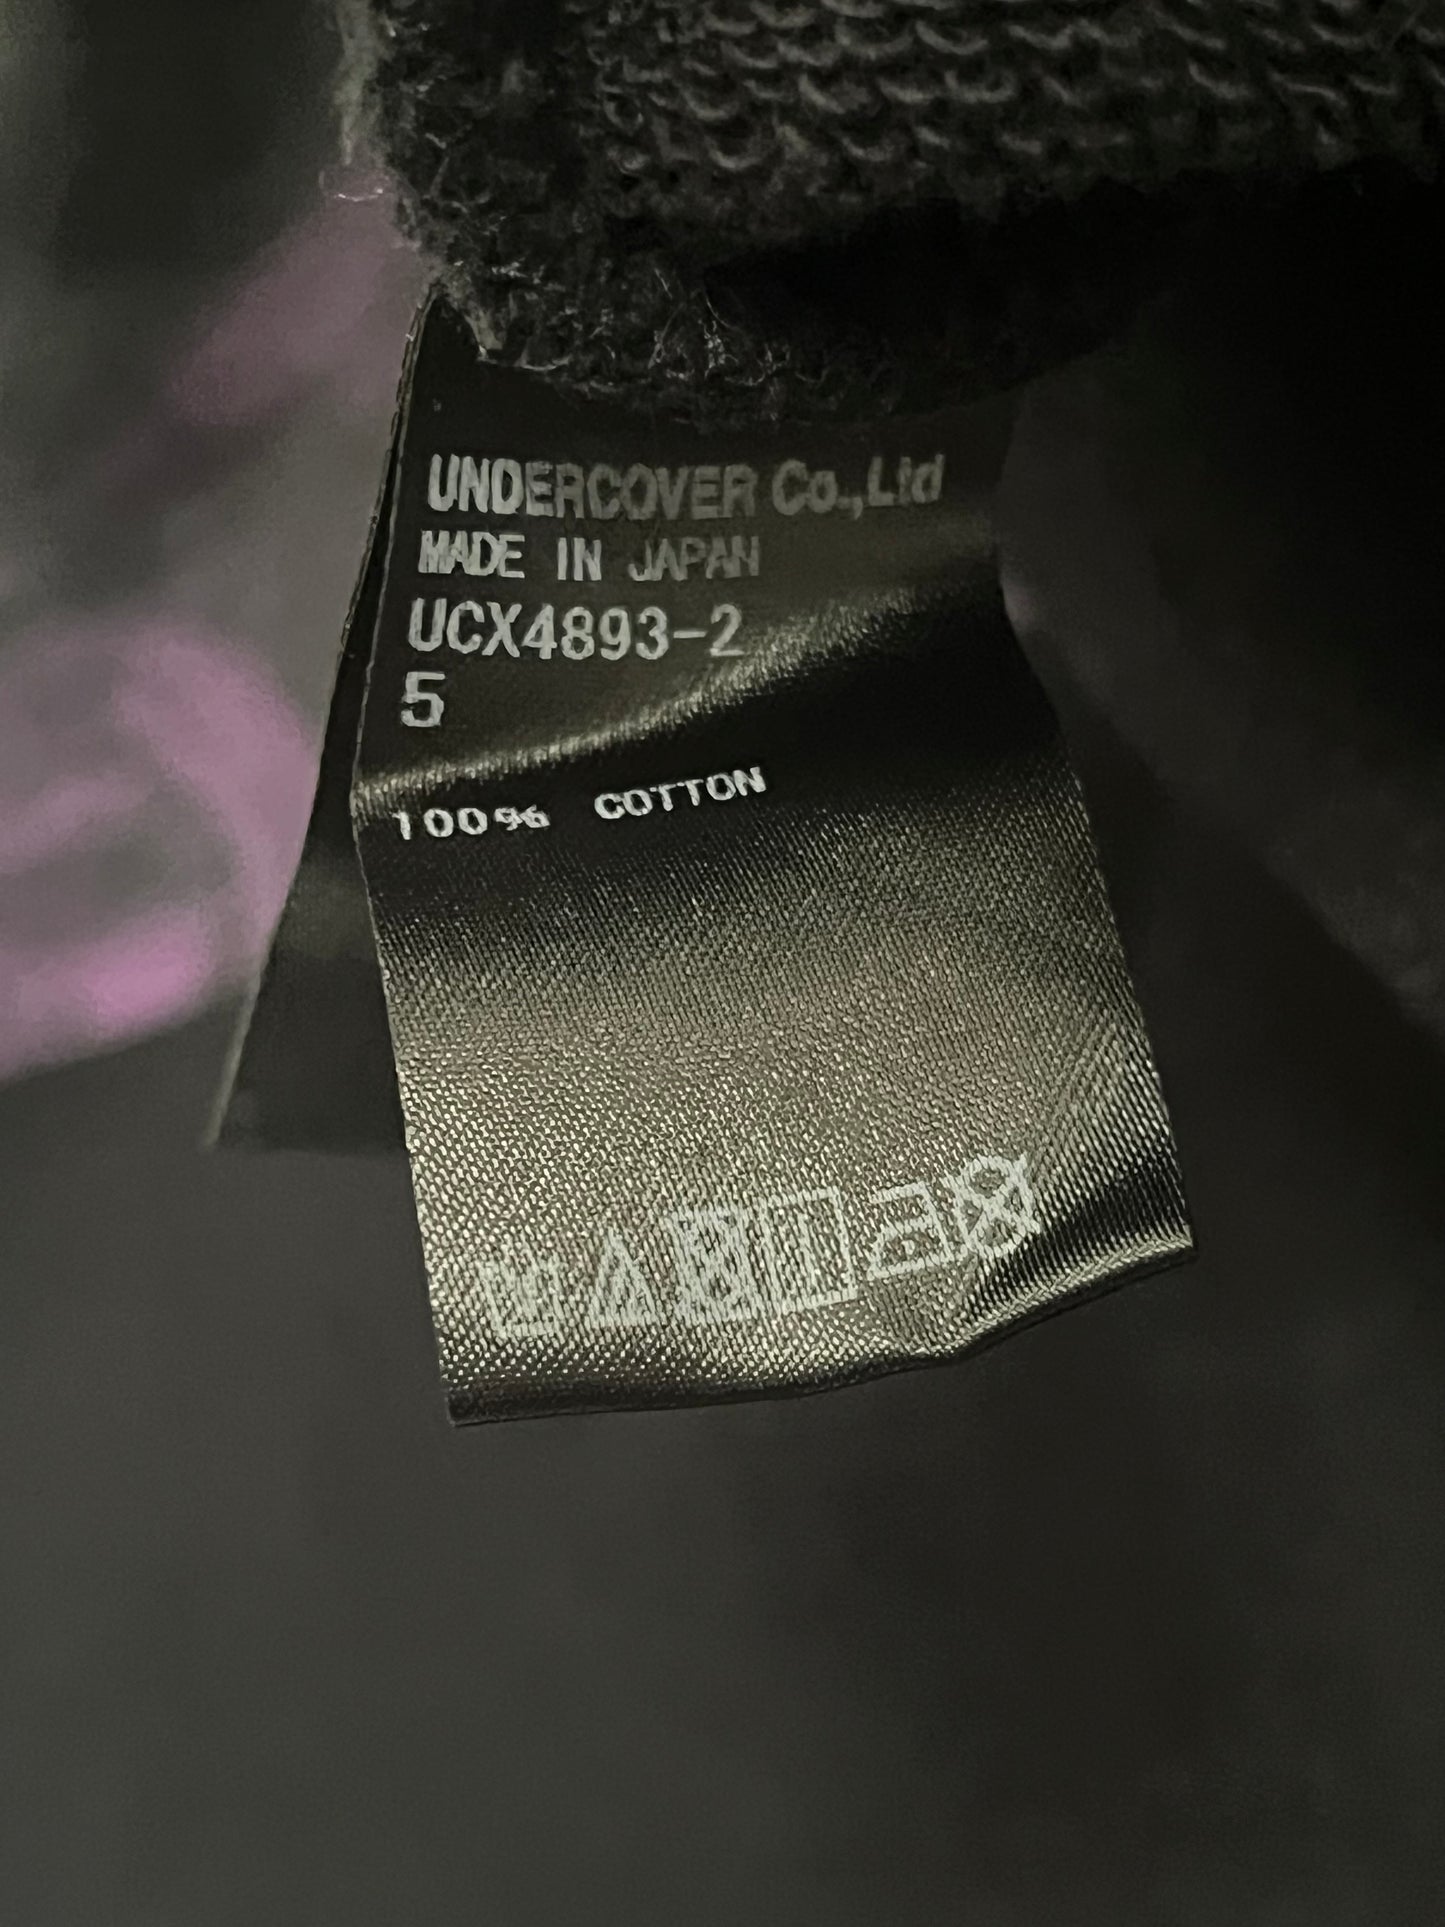 UNDERCOVER Co.,Ltd
MADE IN JAPAN
UCX4893-2
5
100% COTTON